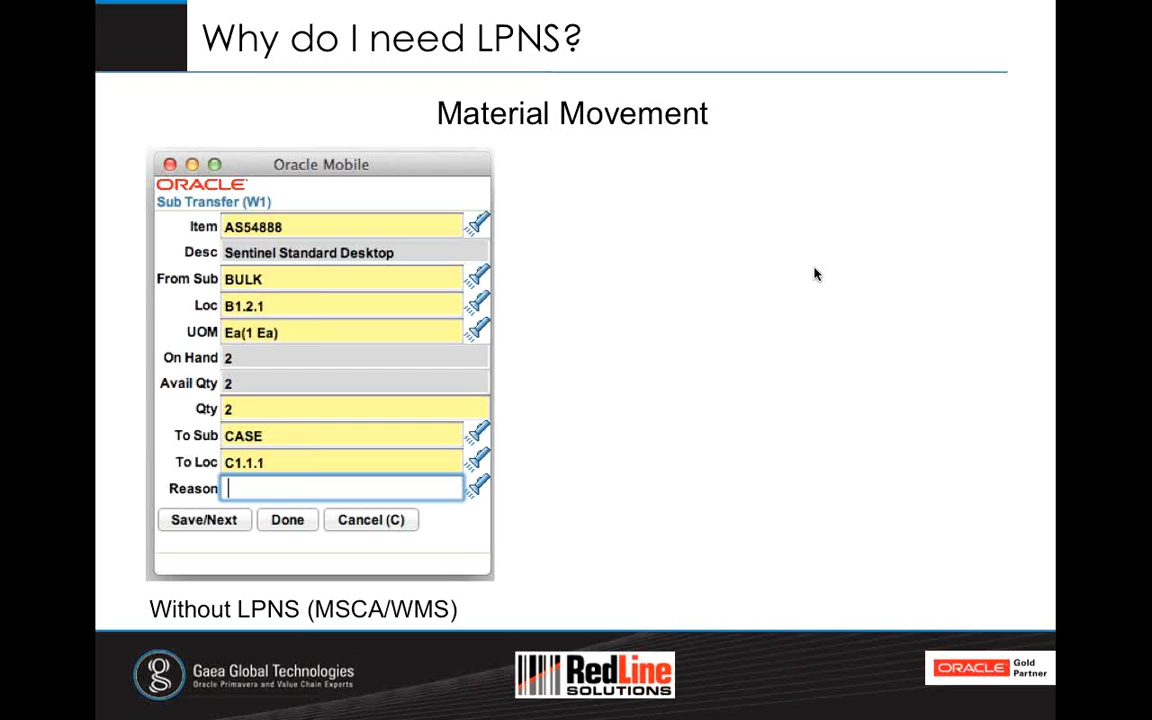 Why do I need LPNS?
Material Movement
Oracle Mobile
ORACLE
Sub Transfer (W1)
Item AS54888
Desc Sentinel Standard Desktop
From Sub BULK
Loc B1.2.1
UOM Ea(1 Ea)
On Hand 2
Avail Qty 2
Qty 2
To Sub CASE
To Loc C1.1.1
Reason
Save/Next Done Cancel (C)
Without LPNS (MSCA/WMS)
g Gaea Global Technologies
Oracle Primavera and Value Chain Experts
RedLine
SOLUTIONS
ORACLE Gold
Partner